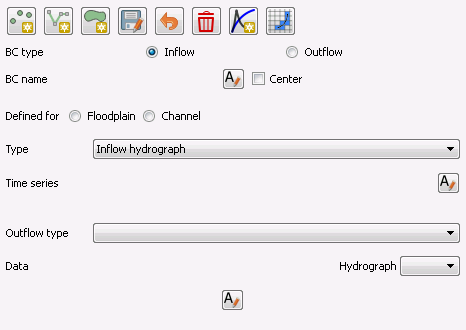 BC type Inflow Outflow
BC name A Center
Defined for Floodplain Channel
Type Inflow hydrograph
Time series A
Outflow type
Data Hydrograph
A